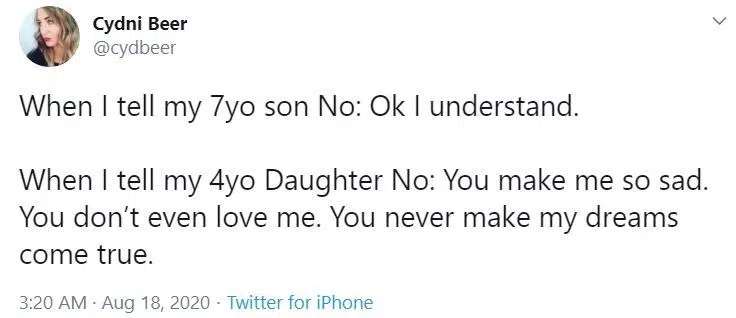 Cydni Beer
@cydbeer
When I tell my 7yo son No: Ok I understand.
When I tell my 4yo Daughter No: You make me so sad.
You don’t even love me. You never make my dreams
come true.
3:20 AM · Aug 18, 2020 · Twitter for iPhone